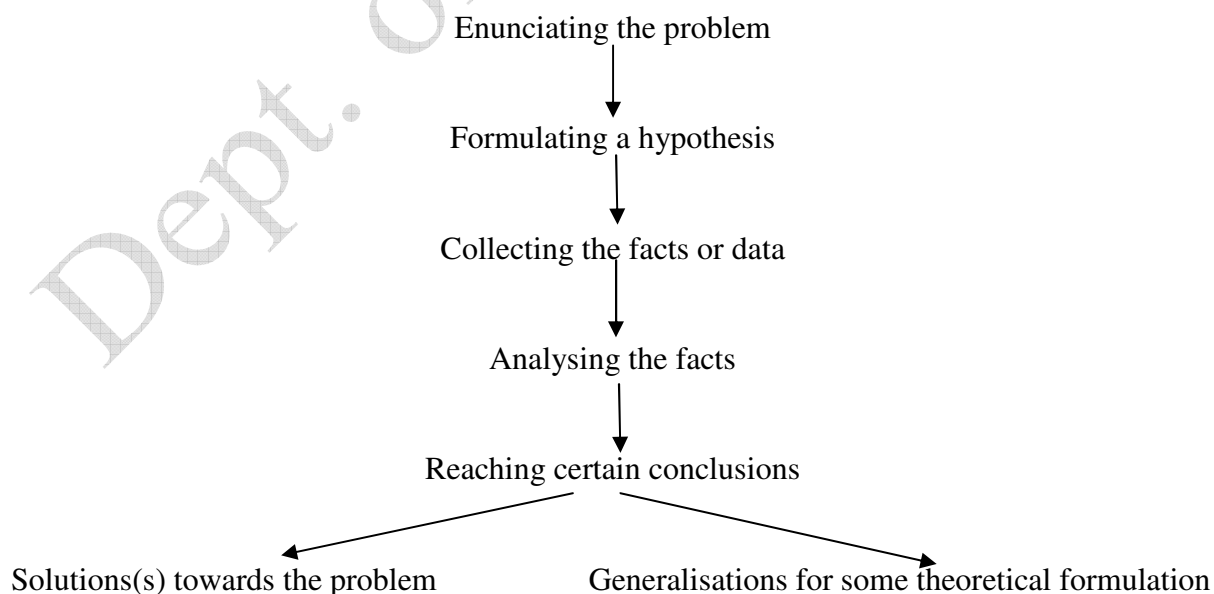 Enunciating the problem
Formulating a hypothesis
Collecting the facts or data
Analysing the facts
Reaching certain conclusions
Solutions(s) towards the problem
Generalisations for some theoretical formulation
Dept. o